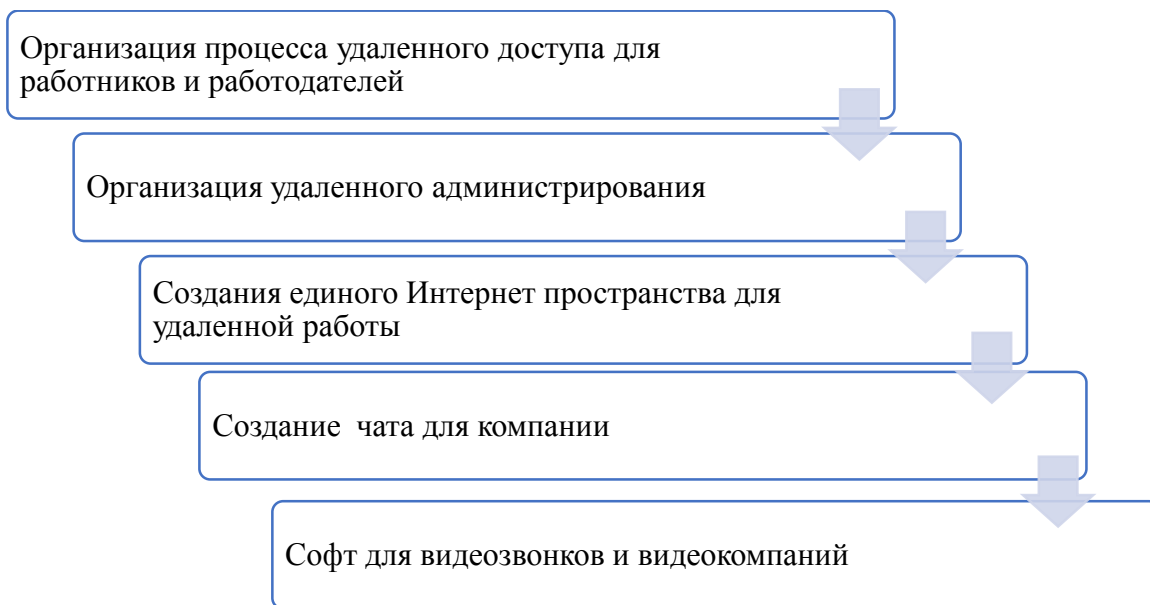 Организация процесса удаленного доступа для
работников и работодателей
Организация удаленного администрирования
Создания единого Интернет пространства для
удаленной работы
Создание  чата для компании
Софт для видеозвонков и видеокомпаний